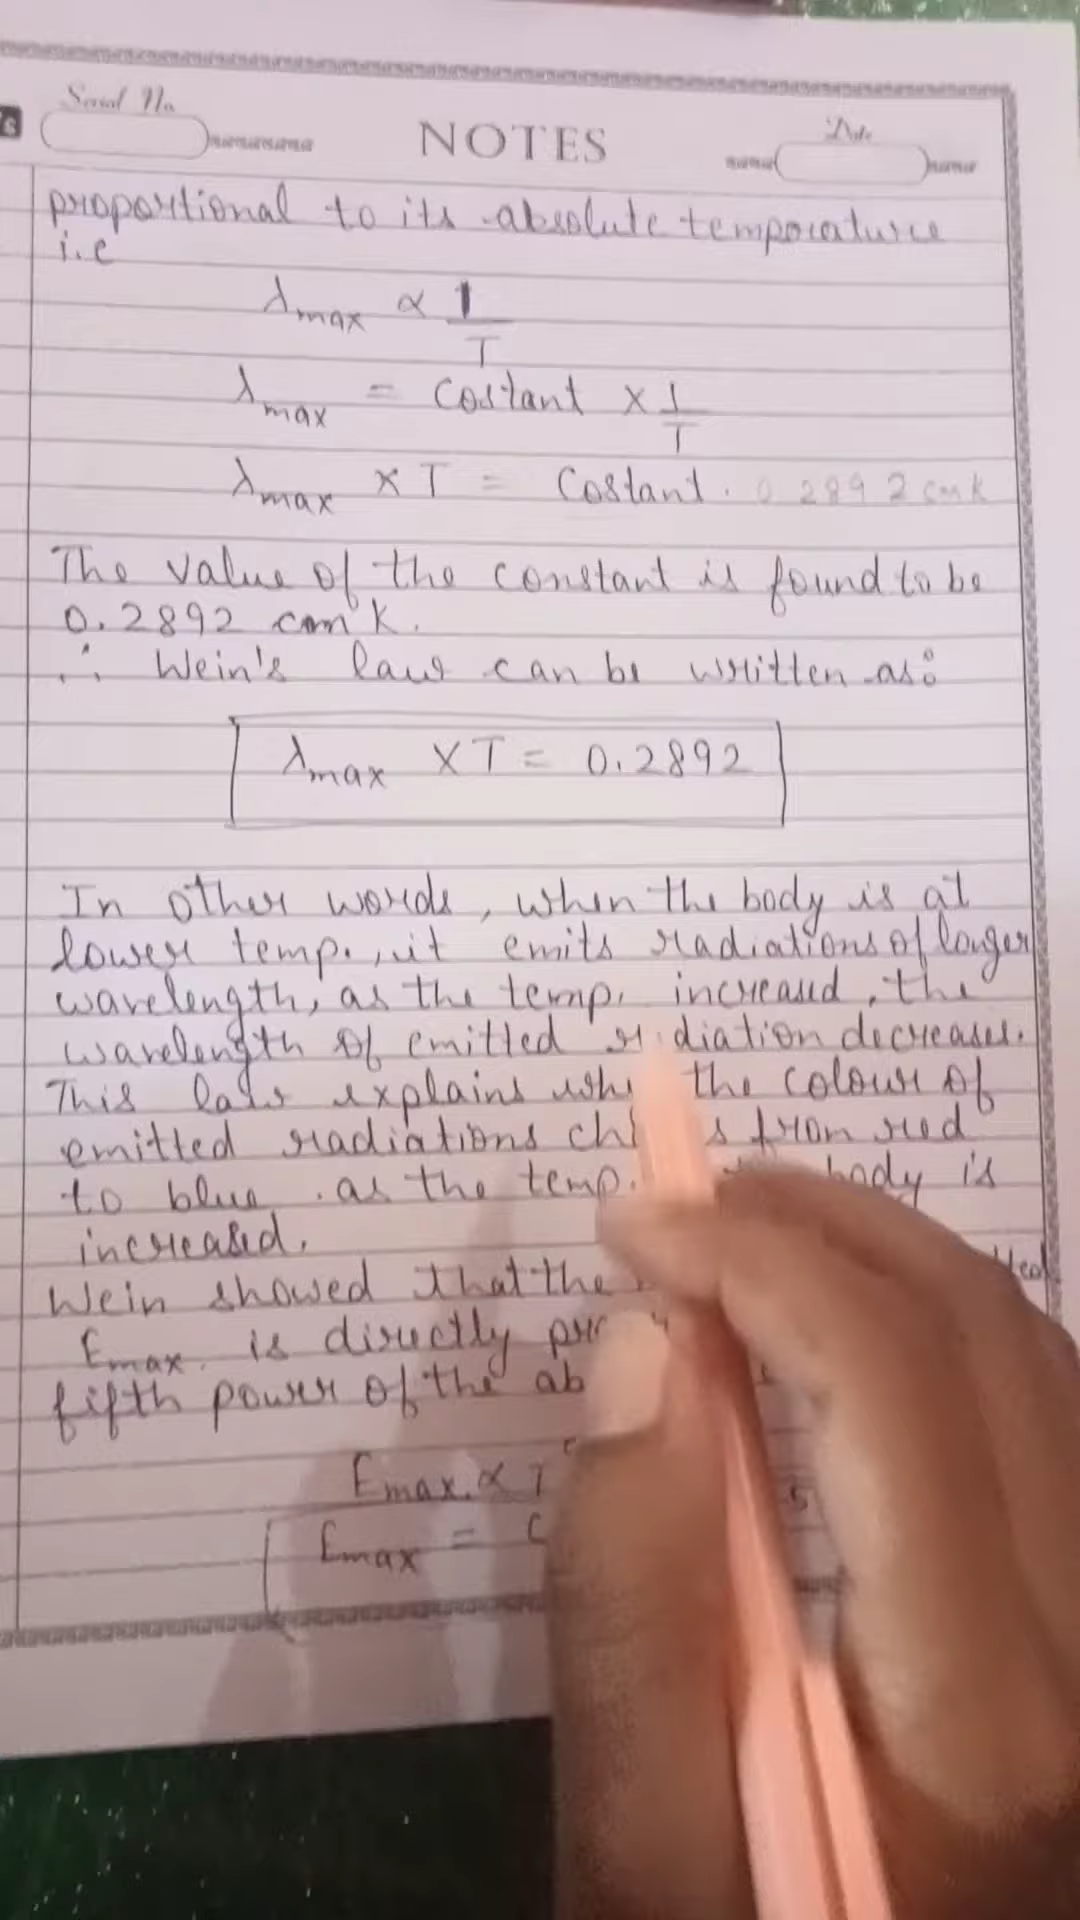 Serial No.
NOTES
Date
proportional to its absolute temperature
i.e
λmax ∝ 1/T
λmax = Costant × 1/T
λmax × T = Costant. 0.2892 cm K
The value of the constant is found to be
0.2892 cm K.
∴ Wein's law can be written as:
λmax × T = 0.2892
In other words, when the body is at
lower temp., it emits radiations of longer
wavelength, as the temp. increased, the
wavelength of emitted diation decreases.
This law explains the colour of
emitted radiations from red
to blue as the temp. body is
increased.
Wein showed that the
Emax. is directly
fifth power of the
Emax. ∝ T
Emax =